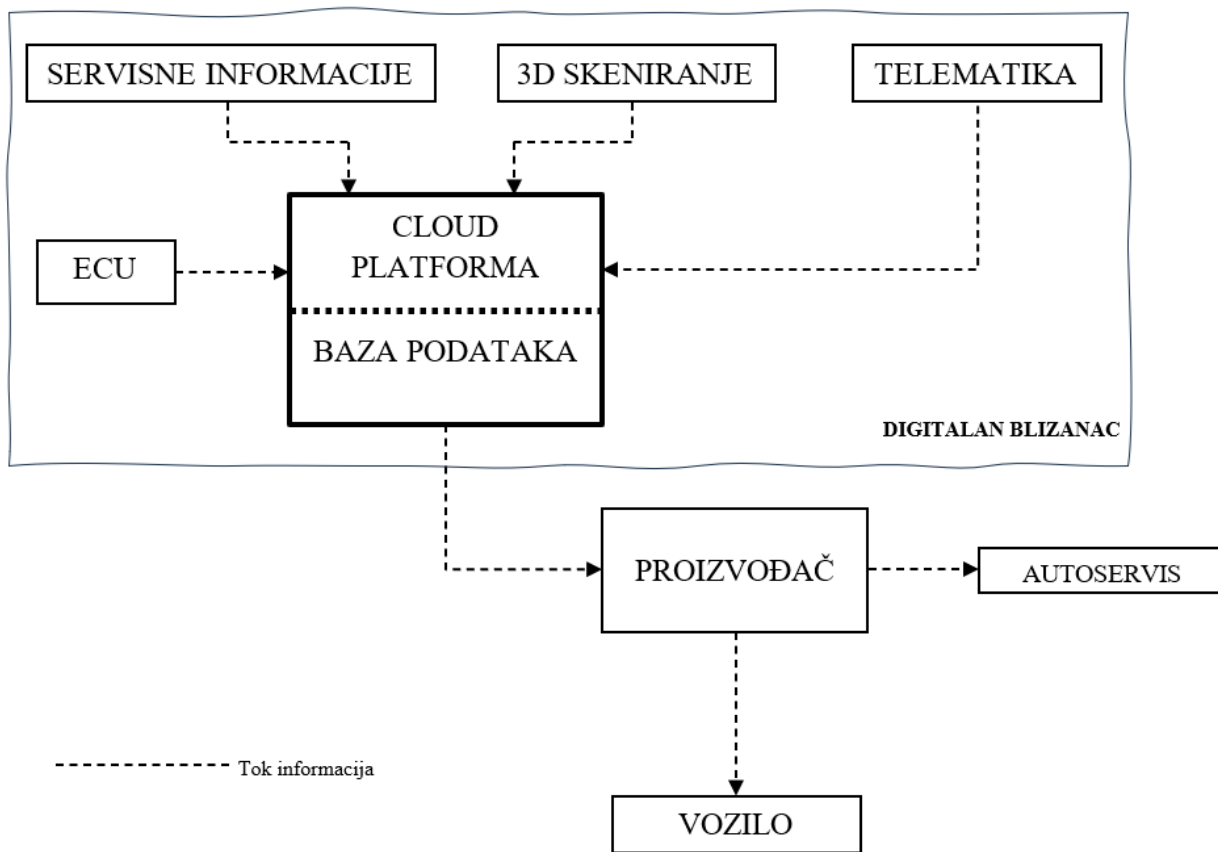 SERVISNE INFORMACIJE
3D SKENIRANJE
TELEMATIKA
CLOUD
PLATFORMA
ECU
BAZA PODATAKA
DIGITALAN BLIZANAC
PROIZVOĐAČ
AUTOSERVIS
Tok informacija
VOZILO